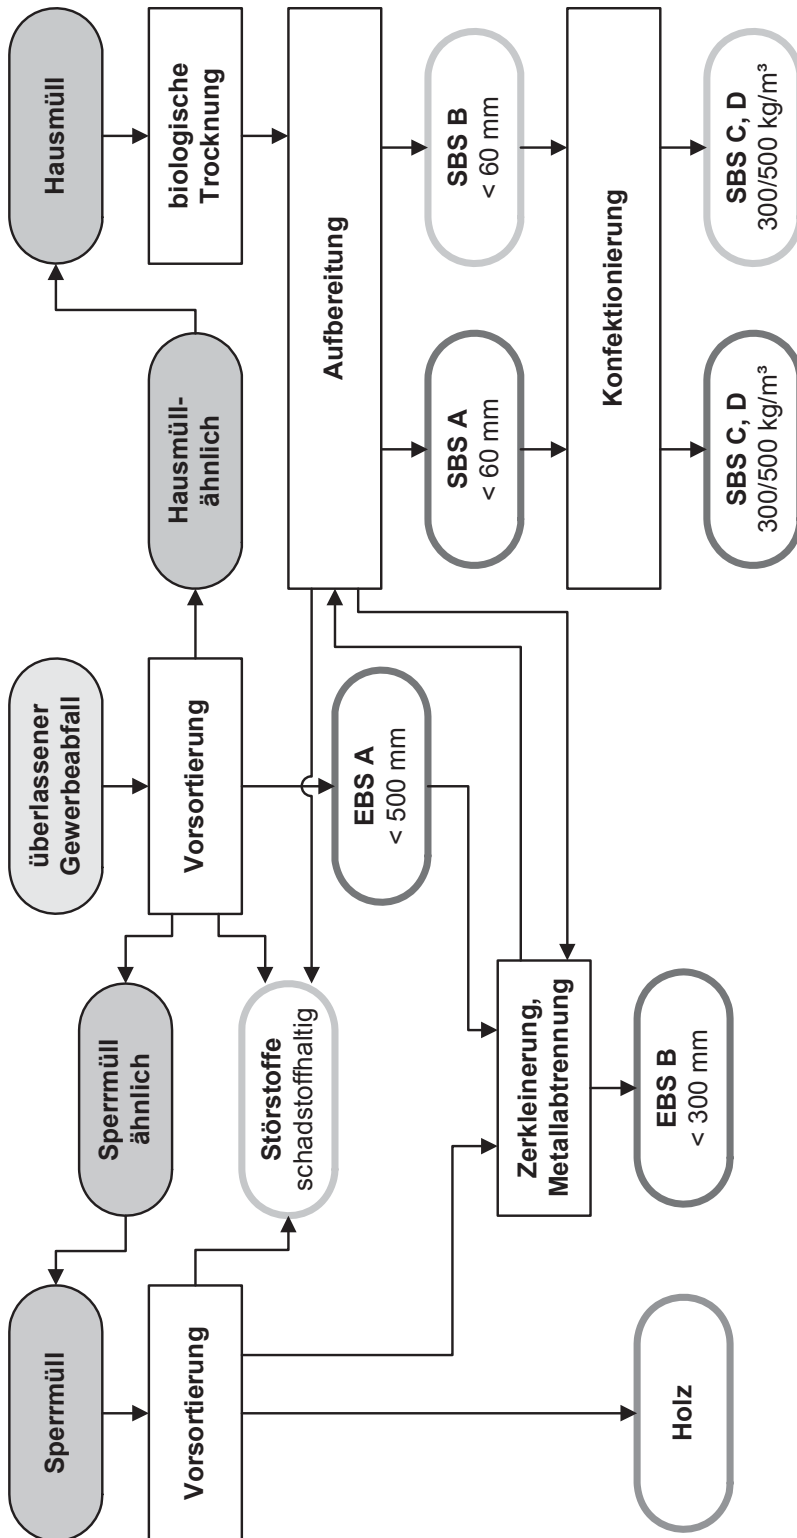 Sperrmüll
Sperrmüll
ähnlich
überlassener
Gewerbeabfall
Hausmüll-
ähnlich
Hausmüll
Vorsortierung
Störstoffe
schadstoffhaltig
Vorsortierung
biologische
Trocknung
EBS A
< 500 mm
Aufbereitung
Zerkleinerung,
Metallabtrennung
SBS A
< 60 mm
SBS B
< 60 mm
Konfektionierung
Holz
EBS B
< 300 mm
SBS C, D
300/500 kg/m³
SBS C, D
300/500 kg/m³